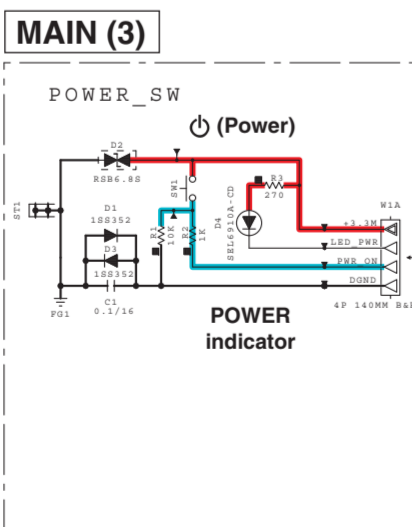 MAIN (3)
POWER_SW
(Power)
D2
RSB6.8S
SW1
R3
270
D4
SEL6910A-CD
W1A
ST1
D1
1SS352
R1
10K
R2
1K
+3.3M
LED_PWR
D3
1SS352
PWR_ON
DGND
C1
0.1/16
FG1
POWER
indicator
4P 140MM B&